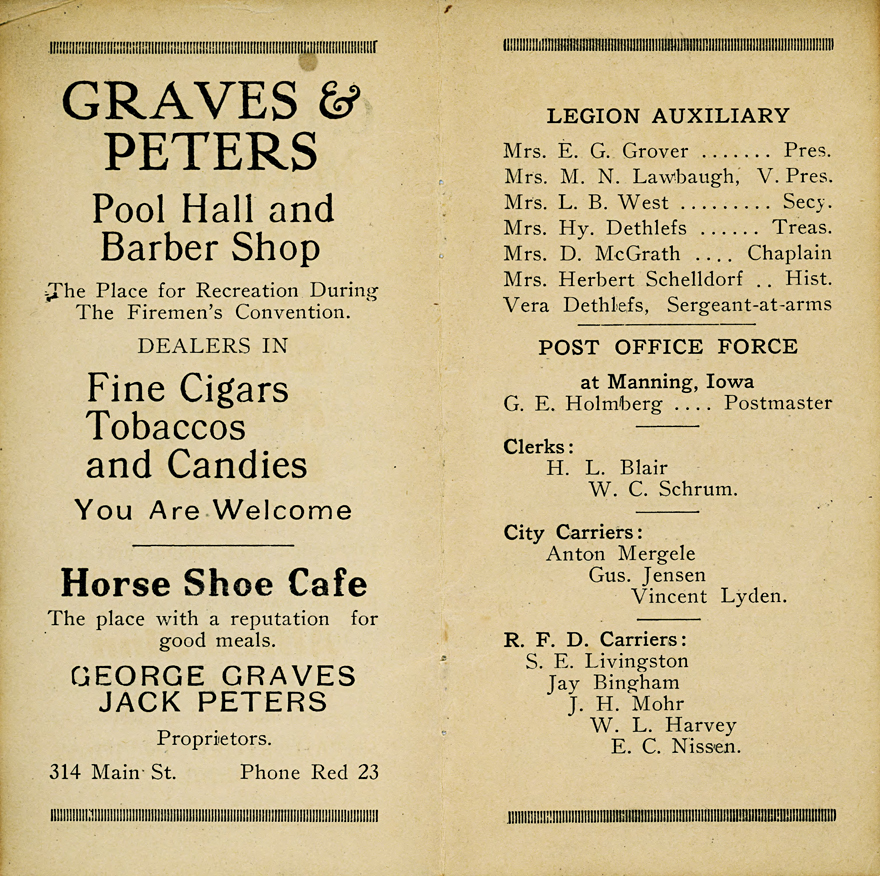 GRAVES &
PETERS
Pool Hall and
Barber Shop
The Place for Recreation During
The Firemen's Convention.
DEALERS IN
Fine Cigars
Tobaccos
and Candies
You Are Welcome
Horse Shoe Cafe
The place with a reputation for
good meals.
GEORGE GRAVES
JACK PETERS
Proprietors.
314 Main St. Phone Red 23
LEGION AUXILIARY
Mrs. E. G. Grover ....... Pres.
Mrs. M. N. Lawbaugh, V. Pres.
Mrs. L. B. West ......... Secy.
Mrs. Hy. Dethlefs ...... Treas.
Mrs. D. McGrath .... Chaplain
Mrs. Herbert Schelldorf .. Hist.
Vera Dethlefs, Sergeant-at-arms
POST OFFICE FORCE
at Manning, Iowa
G. E. Holmberg .... Postmaster
Clerks:
H. L. Blair
W. C. Schrum.
City Carriers:
Anton Mergele
Gus. Jensen
Vincent Lyden.
R. F. D. Carriers:
S. E. Livingston
Jay Bingham
J. H. Mohr
W. L. Harvey
E. C. Nissen.